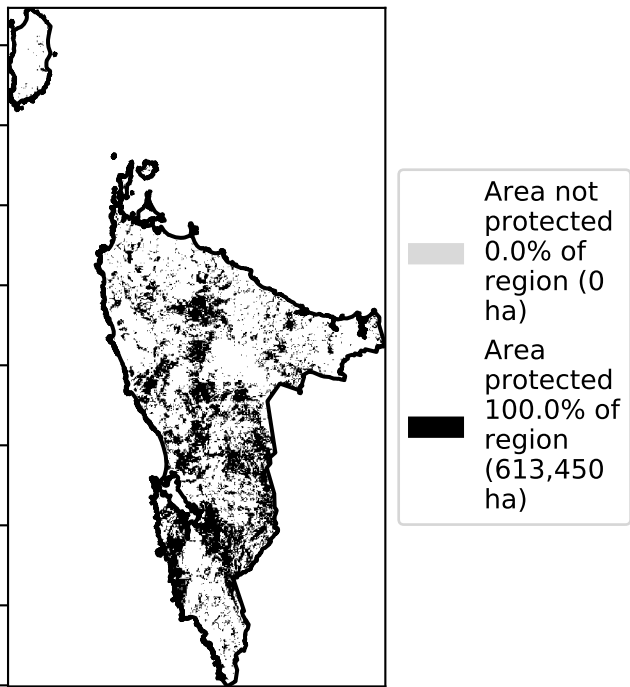 Area not
protected
0.0% of
region (0
ha)
Area
protected
100.0% of
region
(613,450
ha)